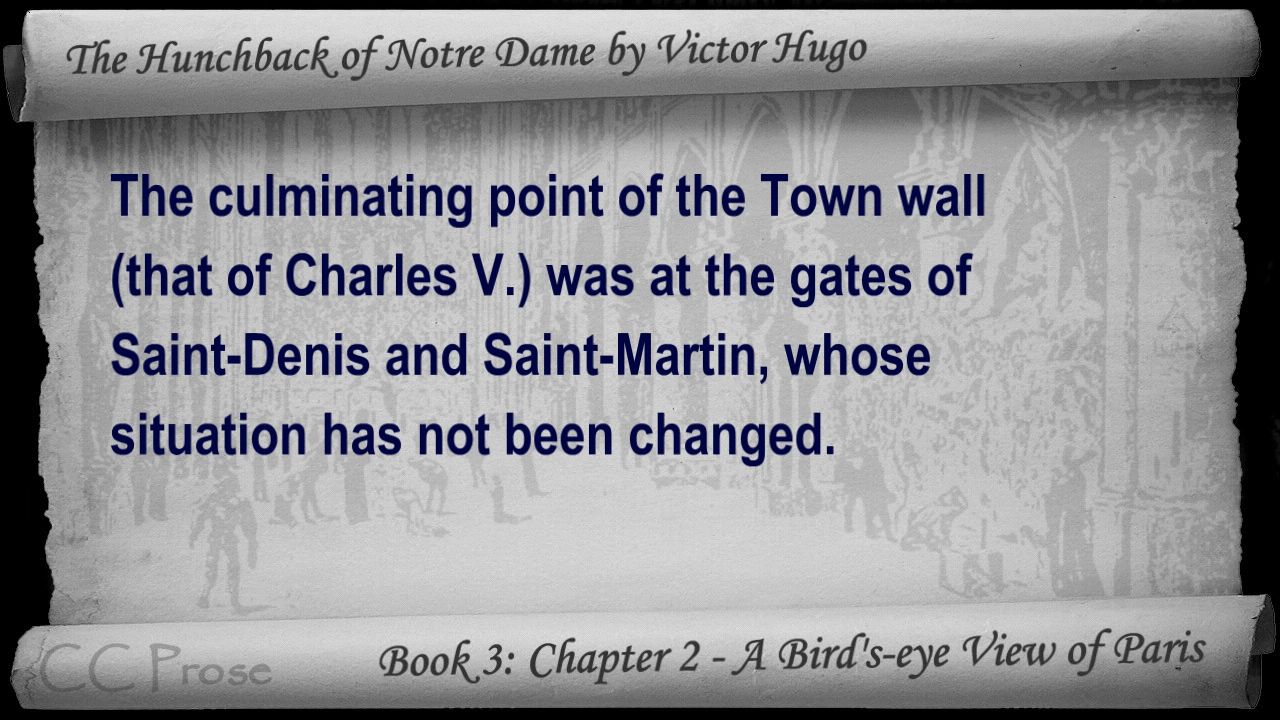 The Hunchback of Notre Dame by Victor Hugo
The culminating point of the Town wall
(that of Charles V.) was at the gates of
Saint-Denis and Saint-Martin, whose
situation has not been changed.
CC Prose
Book 3: Chapter 2 - A Bird's-eye View of Paris